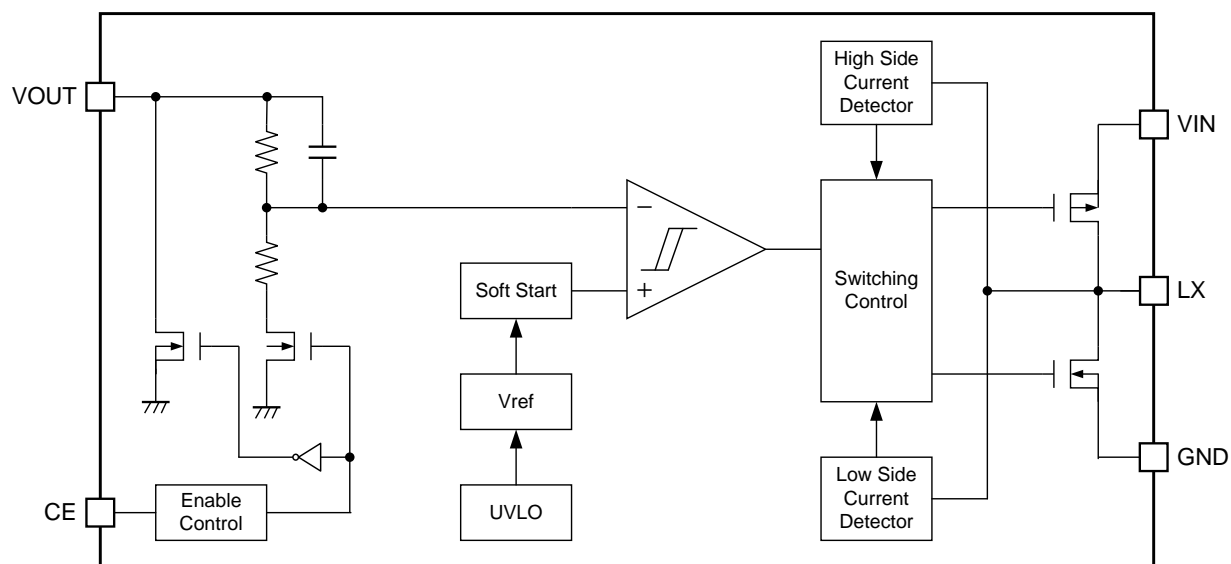 High Side
Current
Detector
VOUT
VIN
−
Switching
Control
Soft Start
+
LX
Vref
GND
Low Side
Current
Detector
CE
Enable
Control
UVLO